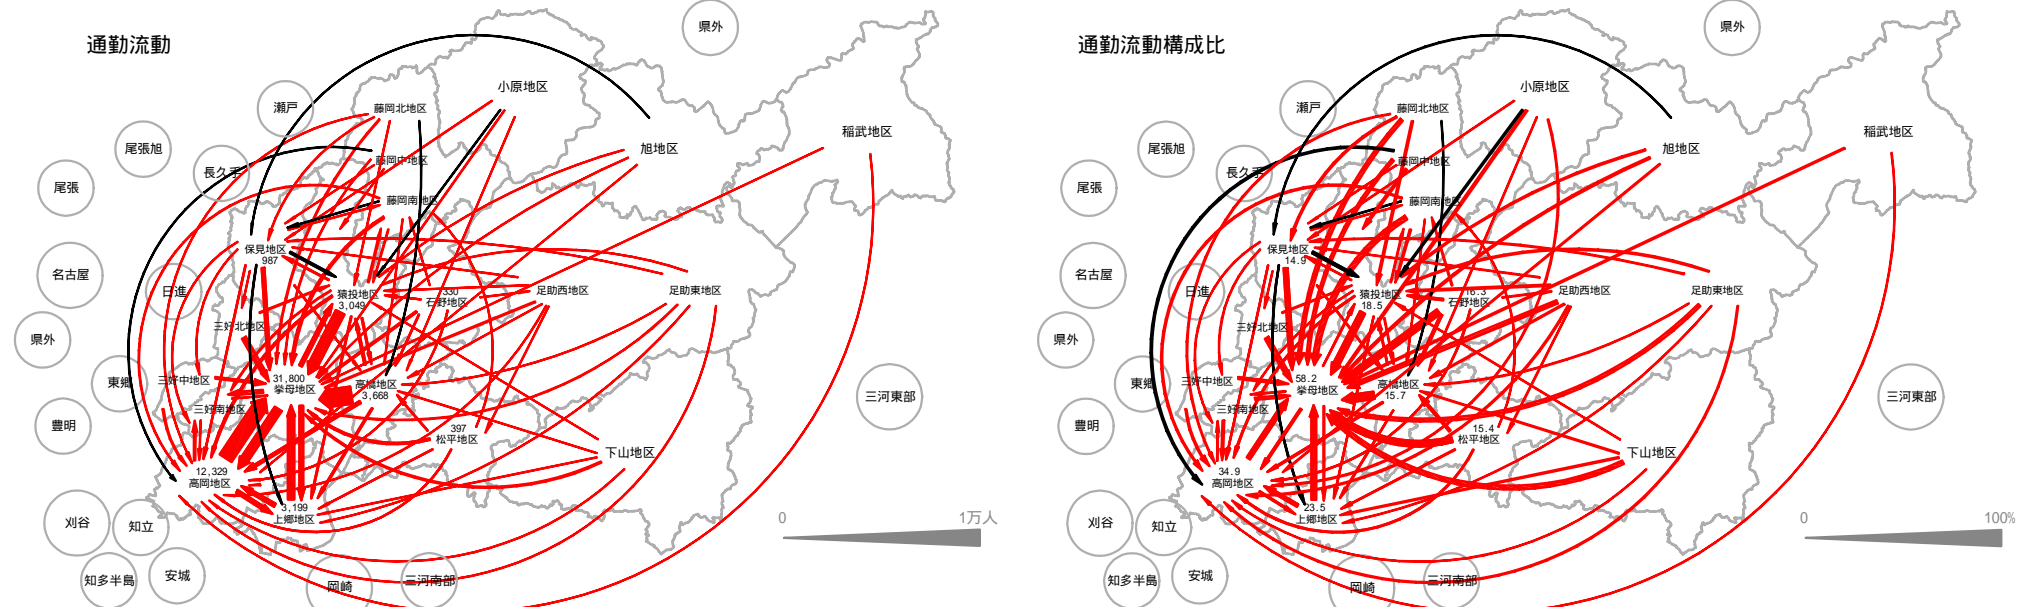 通勤流動
県外
瀬戸
小原地区
藤岡北地区
稲武地区
尾張旭
旭地区
藤岡中地区
長久手
尾張
藤岡南地区
保見地区
987
名古屋
日進
猿投地区
3,049
330
石野地区
足助西地区
足助東地区
三好北地区
県外
東郷
三好中地区
31,800
挙母地区
高橋地区
3,668
三河東部
三好南地区
豊明
397
松平地区
下山地区
12,329
高岡地区
3,199
上郷地区
刈谷
知立
0
1万人
知多半島
安城
岡崎
三河南部
通勤流動構成比
県外
瀬戸
小原地区
藤岡北地区
稲武地区
尾張旭
旭地区
藤岡中地区
長久手
尾張
藤岡南地区
保見地区
14.9
名古屋
日進
猿投地区
18.5
16.3
石野地区
足助西地区
足助東地区
三好北地区
県外
東郷
三好中地区
58.2
挙母地区
高橋地区
15.7
三河東部
三好南地区
豊明
15.4
松平地区
下山地区
34.9
高岡地区
23.5
上郷地区
刈谷
知立
0
100%
知多半島
安城
岡崎
三河南部